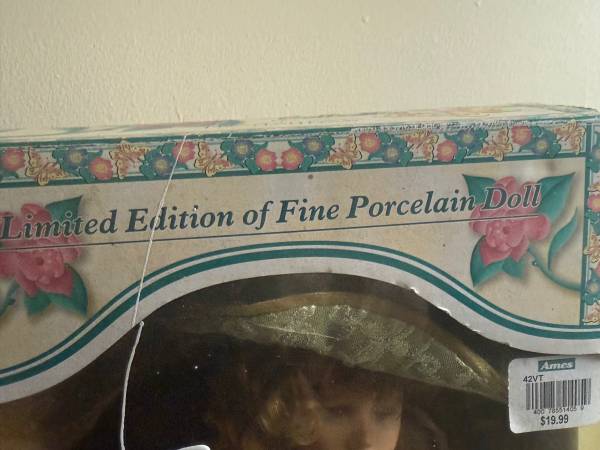 Limited Edition of Fine Porcelain Doll
Ames
42VT
$19.99